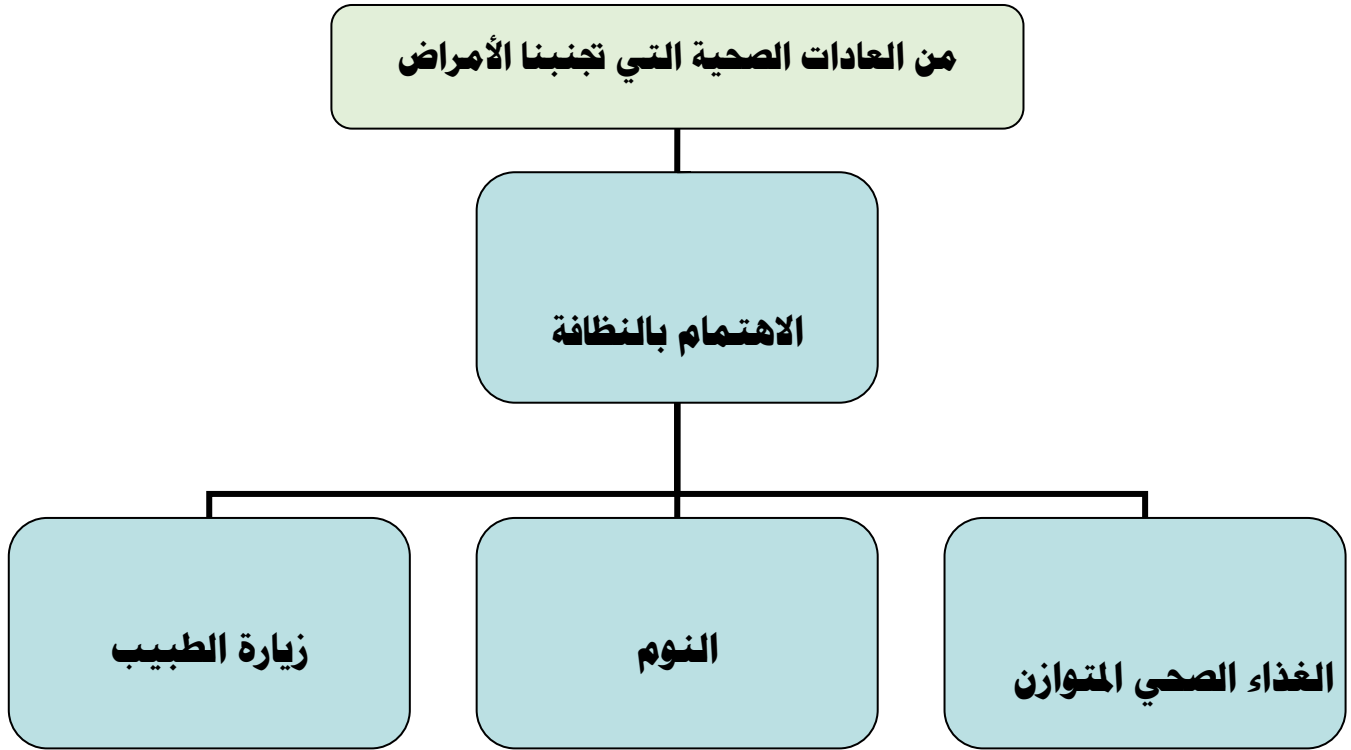 من العادات الصحية التي تجنبنا الأمراض
الاهتمام بالنظافة
الغذاء الصحي المتوازن
النوم
زيارة الطبيب